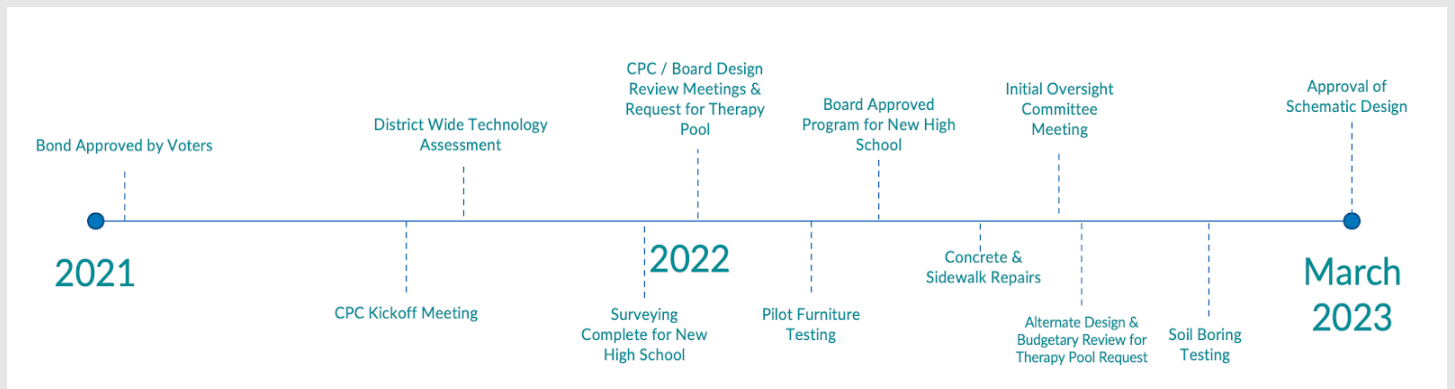 Bond Approved by Voters
District Wide Technology
Assessment
CPC / Board Design
Review Meetings &
Request for Therapy
Pool
Board Approved
Program for New High
School
Initial Oversight
Committee
Meeting
Approval of
Schematic Design
2021
2022
March
2023
CPC Kickoff Meeting
Surveying
Complete for New
High School
Pilot Furniture
Testing
Concrete &
Sidewalk Repairs
Alternate Design &
Budgetary Review for
Therapy Pool Request
Soil Boring
Testing